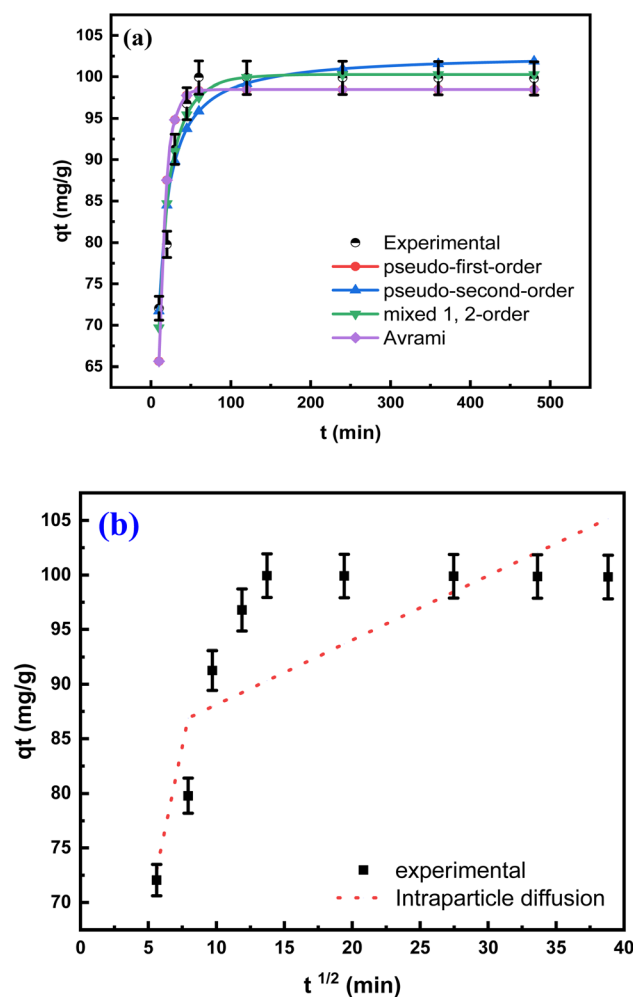 (a)
105
100
95
90
85
80
75
70
65
qt (mg/g)
Experimental
pseudo-first-order
pseudo-second-order
mixed 1, 2-order
Avrami
0 100 200 300 400 500
t (min)
(b)
105
100
95
90
85
80
75
70
qt (mg/g)
experimental
Intraparticle diffusion
0 5 10 15 20 25 30 35 40
t 1/2 (min)